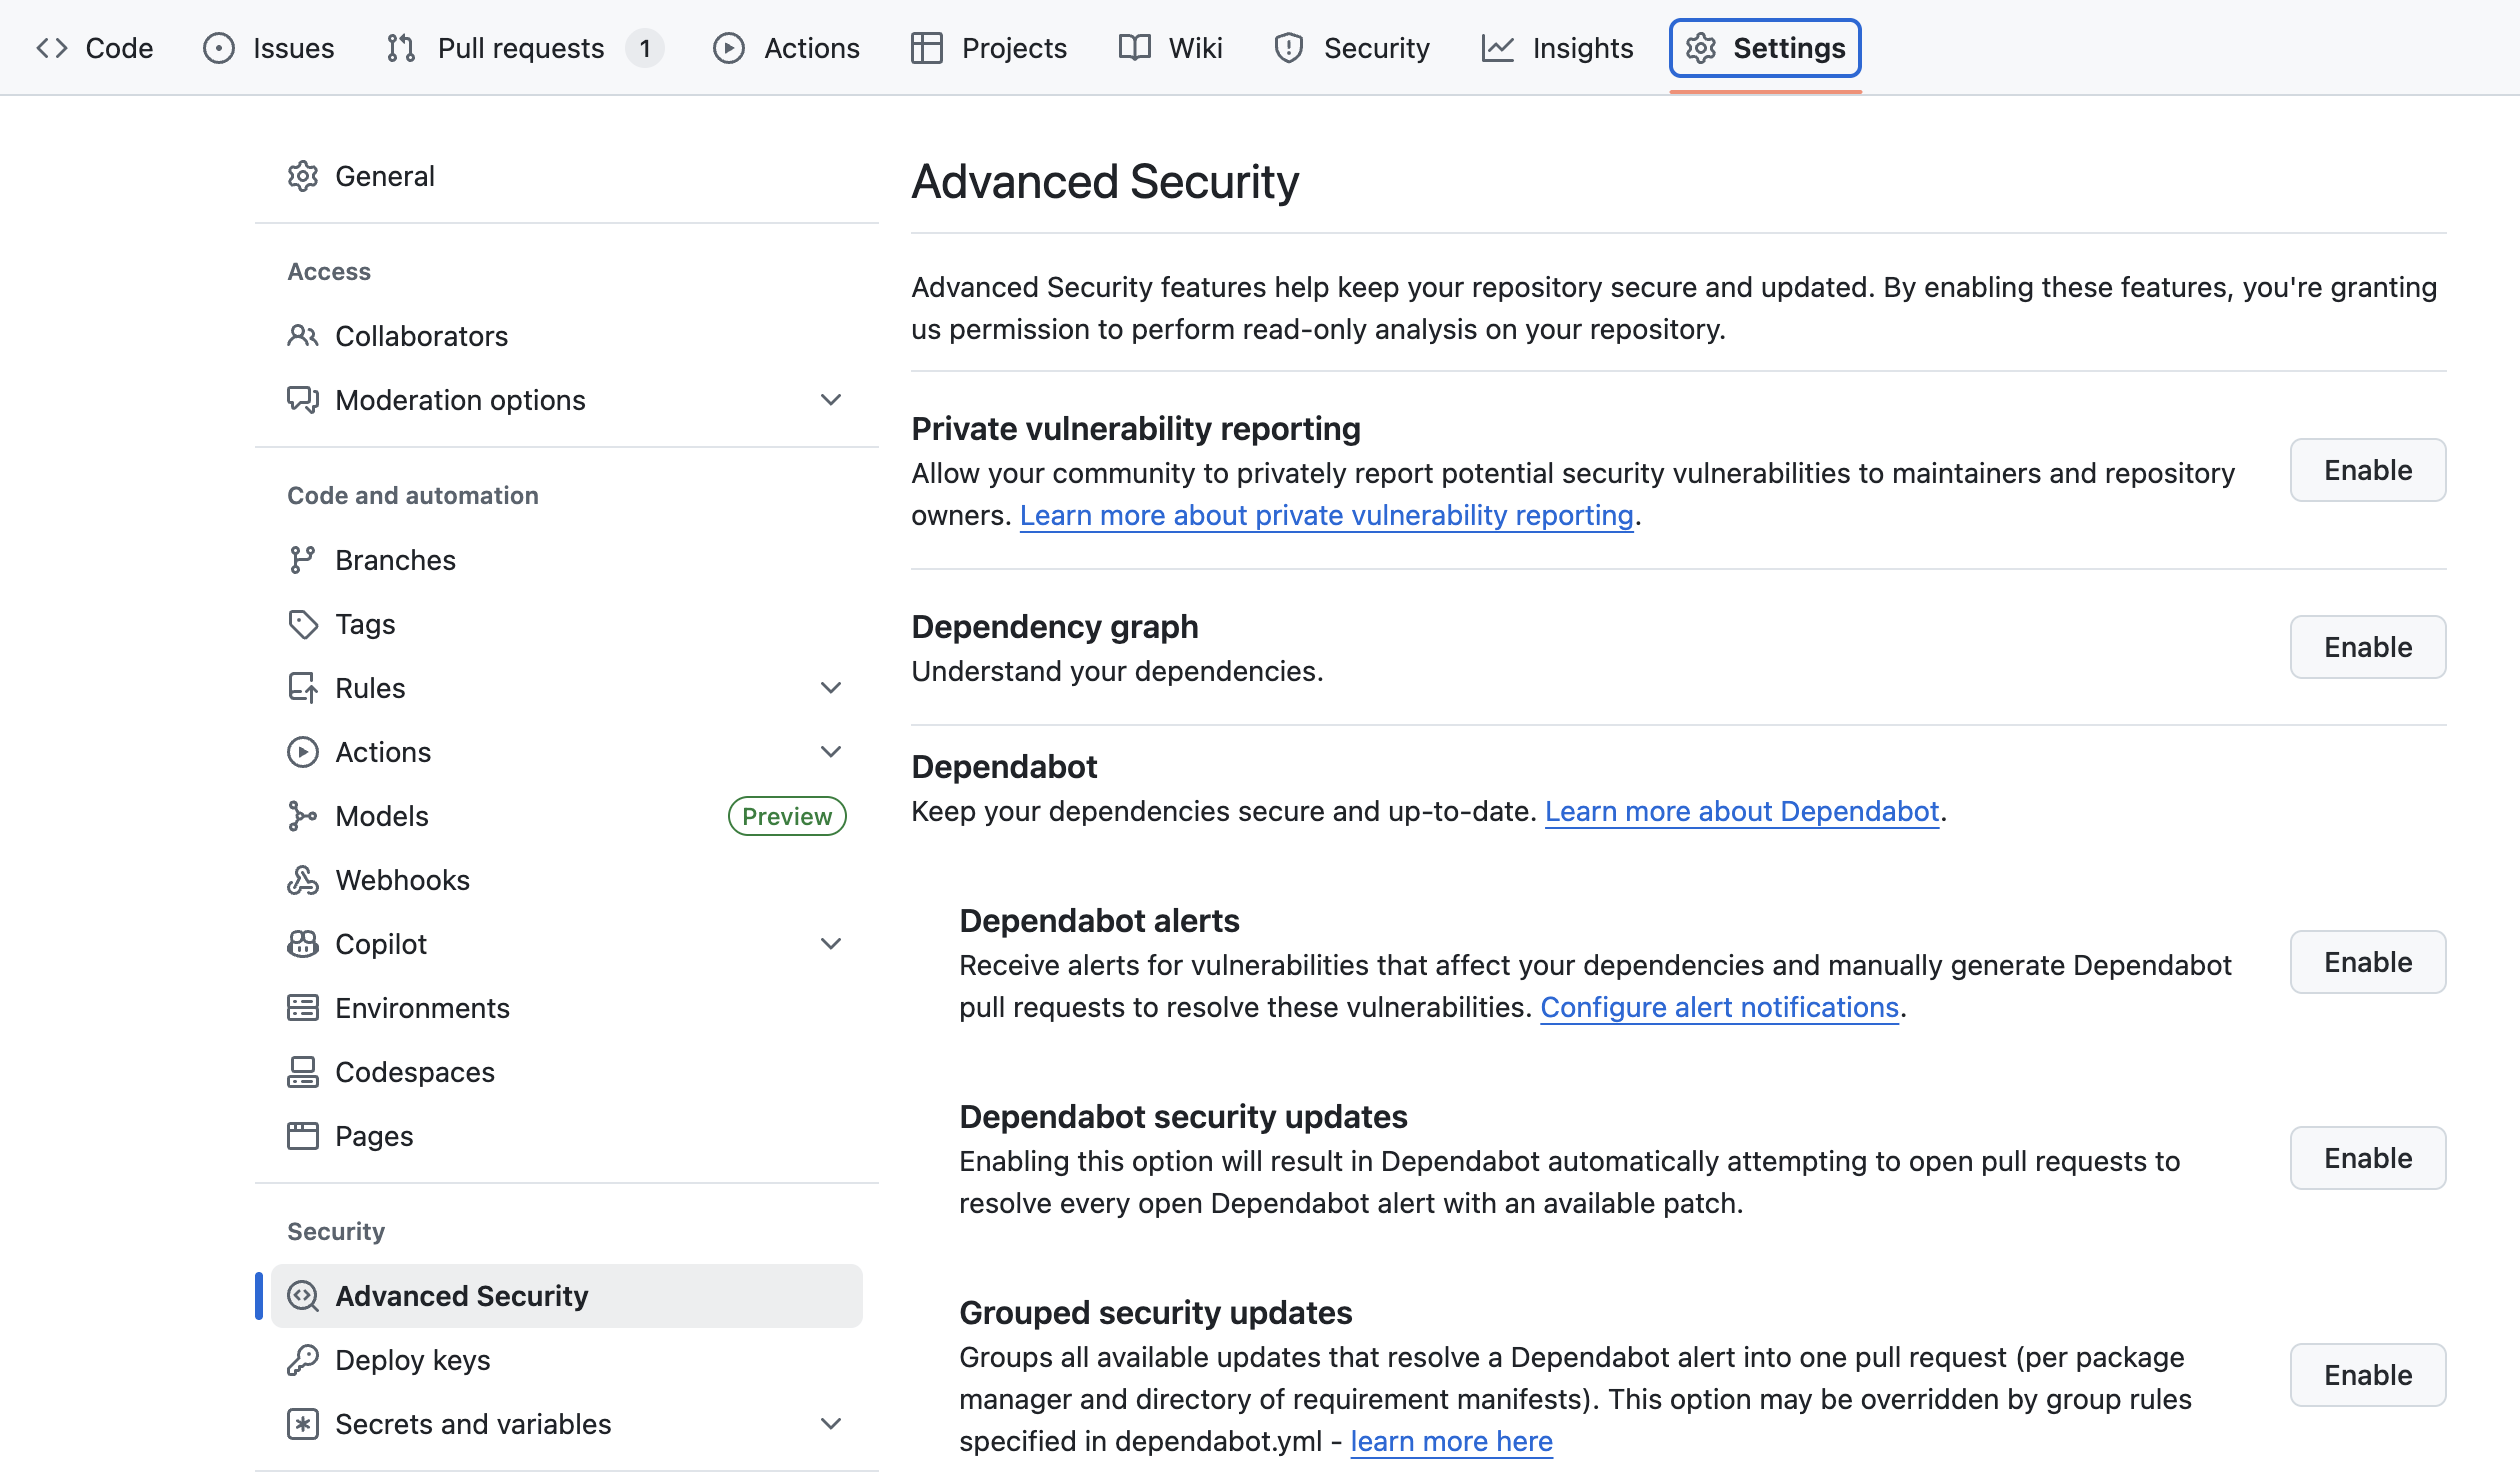 Code Issues Pull requests 1 Actions Projects Wiki Security Insights Settings
General
Access
Collaborators
Moderation options
Code and automation
Branches
Tags
Rules
Actions
Models Preview
Webhooks
Copilot
Environments
Codespaces
Pages
Security
Advanced Security
Deploy keys
Secrets and variables
Advanced Security
Advanced Security features help keep your repository secure and updated. By enabling these features, you're granting
us permission to perform read-only analysis on your repository.
Private vulnerability reporting
Allow your community to privately report potential security vulnerabilities to maintainers and repository
owners. Learn more about private vulnerability reporting.
Enable
Dependency graph
Understand your dependencies.
Enable
Dependabot
Keep your dependencies secure and up-to-date. Learn more about Dependabot.
Dependabot alerts
Receive alerts for vulnerabilities that affect your dependencies and manually generate Dependabot
pull requests to resolve these vulnerabilities. Configure alert notifications.
Enable
Dependabot security updates
Enabling this option will result in Dependabot automatically attempting to open pull requests to
resolve every open Dependabot alert with an available patch.
Enable
Grouped security updates
Groups all available updates that resolve a Dependabot alert into one pull request (per package
manager and directory of requirement manifests). This option may be overridden by group rules
specified in dependabot.yml - learn more here
Enable